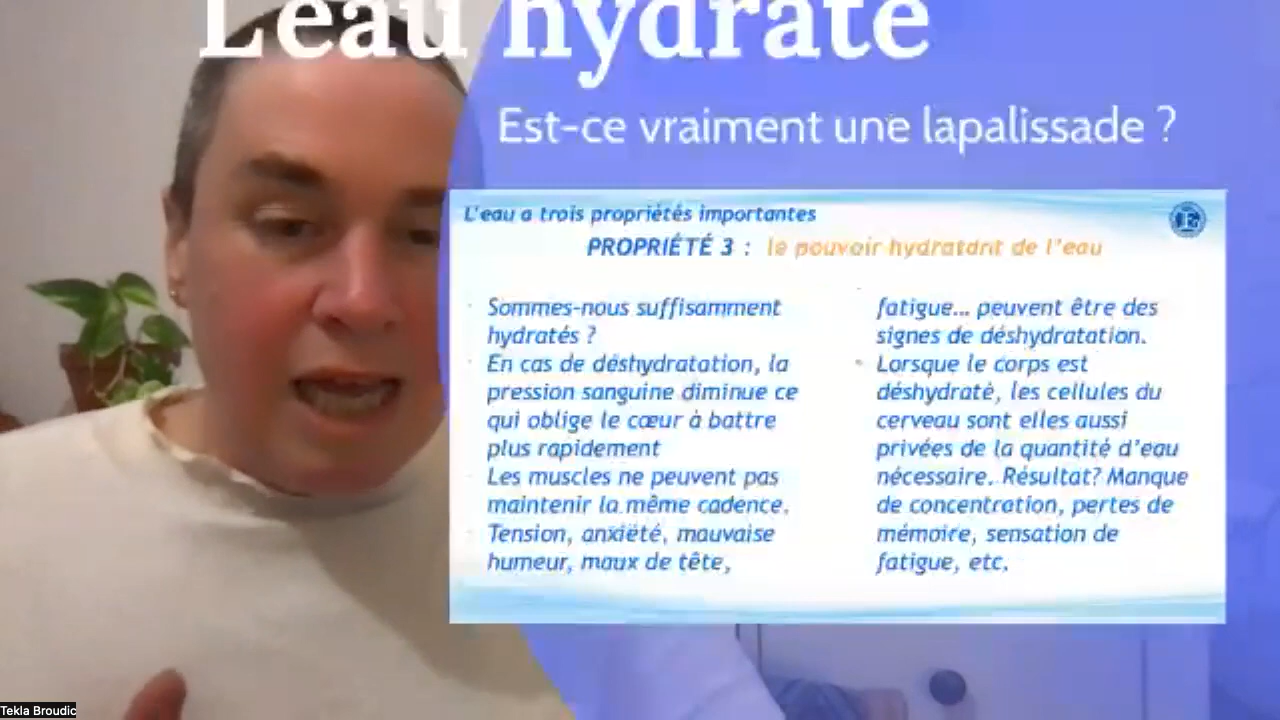 L'eau hydrate
Est-ce vraiment une lapalissade ?
L'eau a trois propriétés importantes
PROPRIÉTÉ 3 : le pouvoir hydratant de l'eau
Sommes-nous suffisamment
hydratés ?
En cas de déshydratation, la
pression sanguine diminue ce
qui oblige le cœur à battre
plus rapidement
Les muscles ne peuvent pas
maintenir la même cadence.
Tension, anxiété, mauvaise
humeur, maux de tête,
fatigue... peuvent être des
signes de déshydratation.
Lorsque le corps est
déshydraté, les cellules du
cerveau sont elles aussi
privées de la quantité d'eau
nécessaire. Résultat? Manque
de concentration, pertes de
mémoire, sensation de
fatigue, etc.
Tekla Broudic